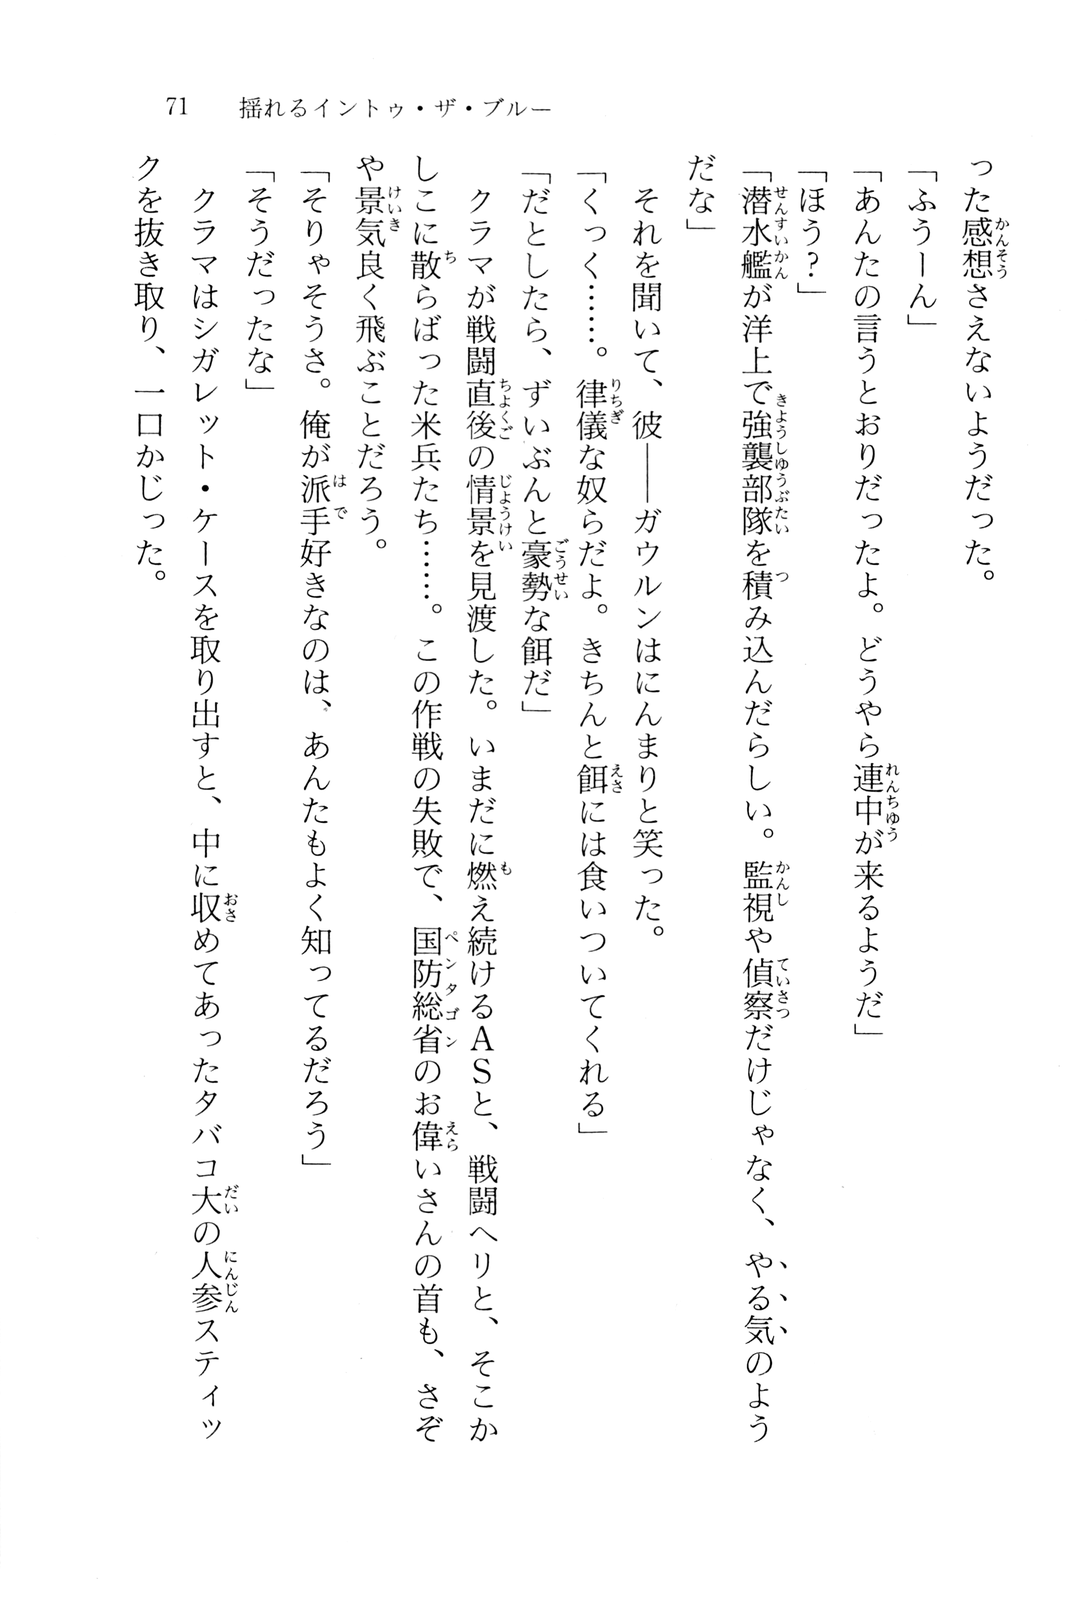 71　揺れるイントゥ・ザ・ブルー
った感想さえないようだった。
「ふうーん」
「あんたの言うとおりだったよ。どうやら連中が来るようだ」
「ほう？」
「潜水艦が洋上で強襲部隊を積み込んだらしい。監視や偵察だけじゃなく、やる気のよう
だな」
　それを聞いて、彼――ガウルンはにんまりと笑った。
「くっく……。律儀な奴らだよ。きちんと餌には食いついてくれる」
「だとしたら、ずいぶんと豪勢な餌だ」
　クラマが戦闘直後の情景を見渡した。いまだに燃え続けるＡＳと、戦闘ヘリと、そこか
しこに散らばった米兵たち……。この作戦の失敗で、国防総省のお偉いさんの首も、さぞ
や景気良く飛ぶことだろう。
「そりゃそうさ。俺が派手好きなのは、あんたもよく知ってるだろう」
「そうだったな」
　クラマはシガレット・ケースを取り出すと、中に収めてあったタバコ大の人参スティッ
クを抜き取り、一口かじった。